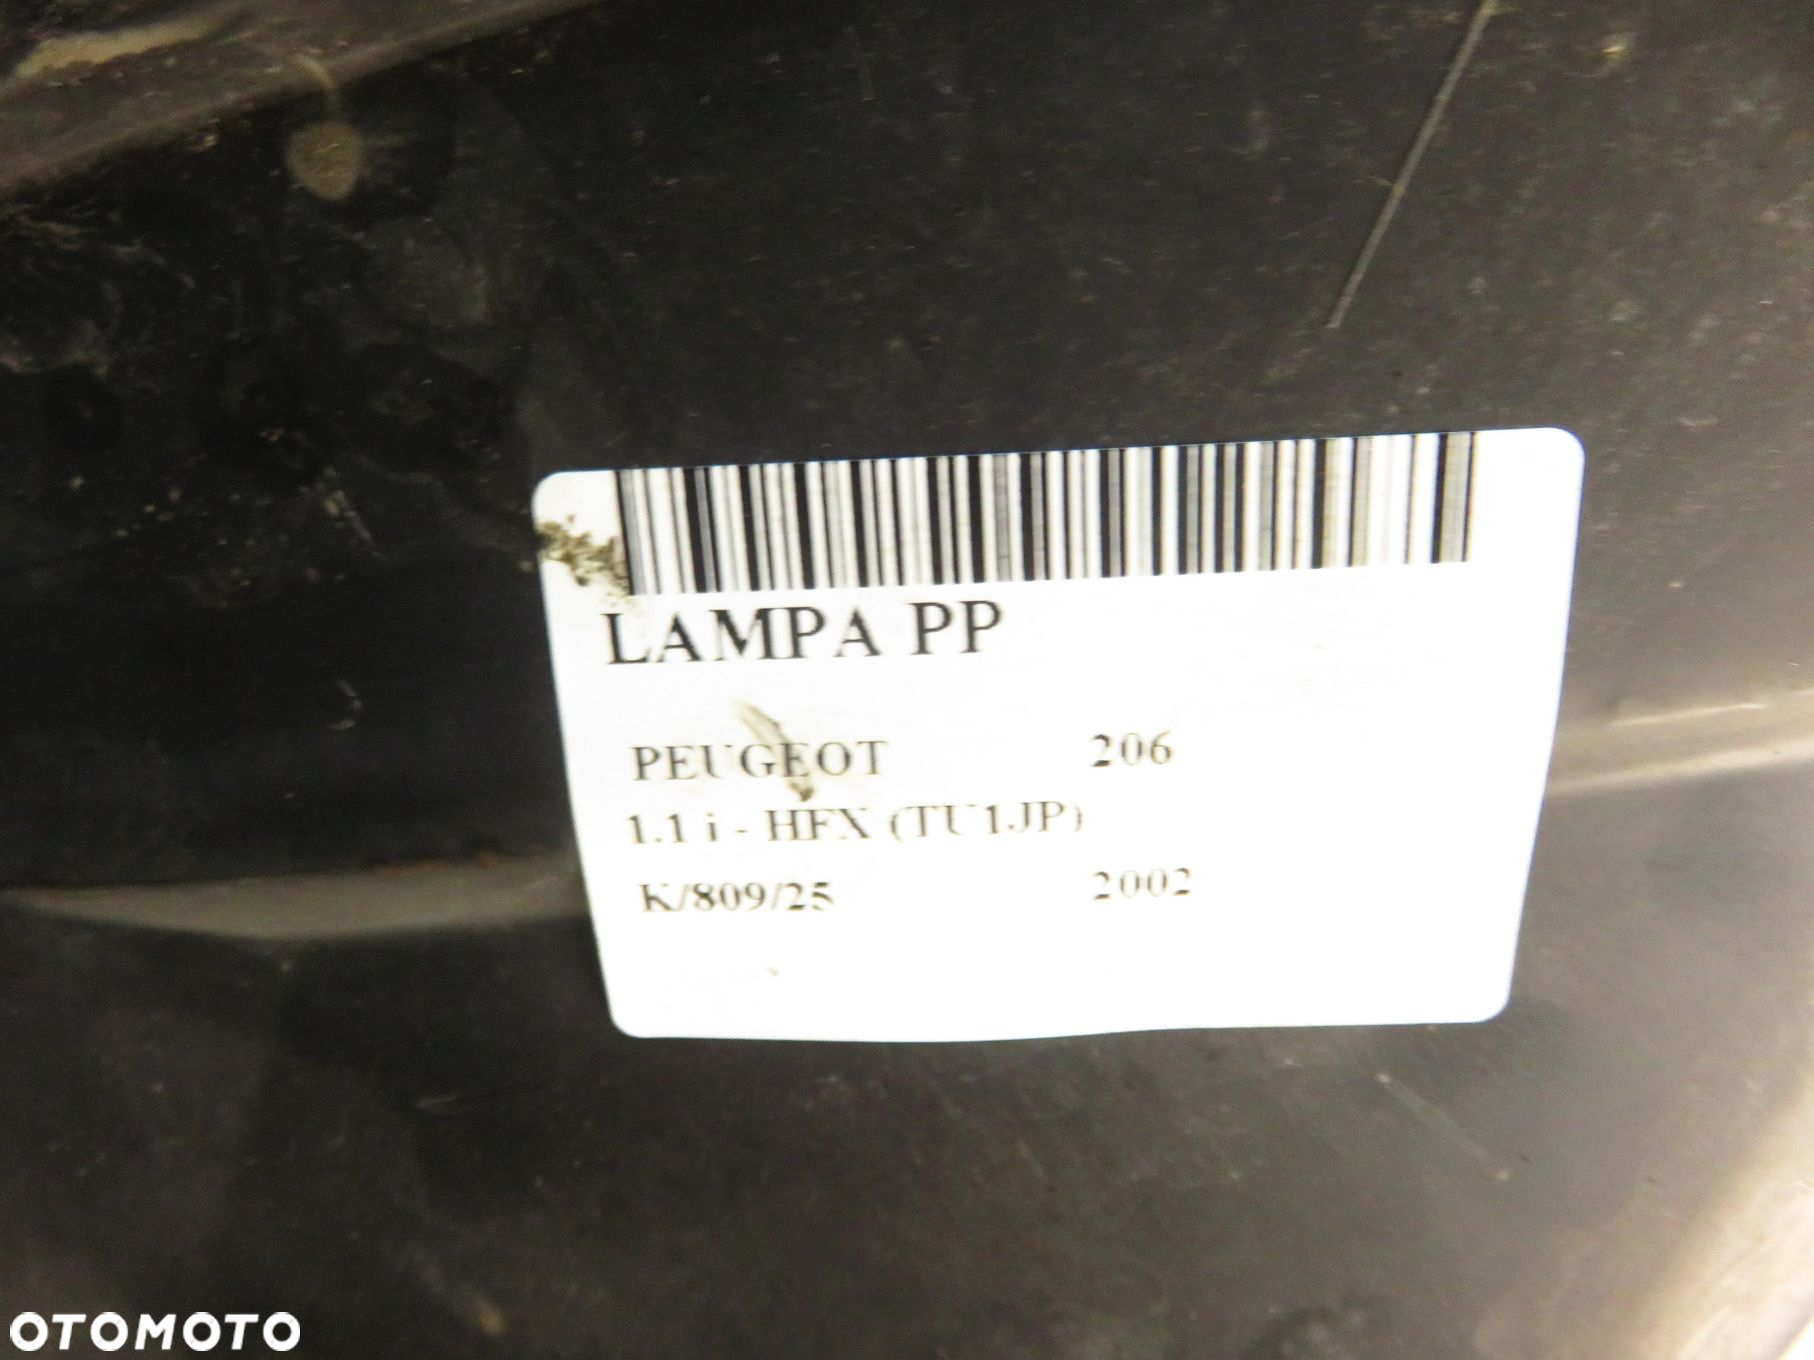 LAMPA PP
PEUGEOT 206
1.1 i - HFX (TU1JP)
K/809/25 2002
OTOMOTO